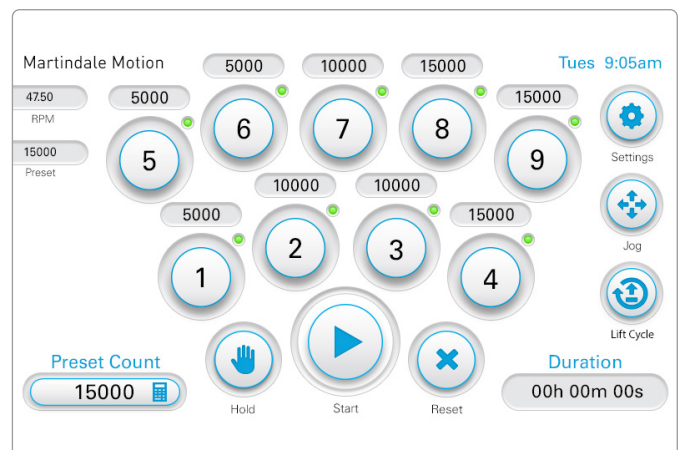 Martindale Motion
Tues 9:05am
5000
10000
15000
47.50
RPM
5000
15000
6
7
8
15000
Preset
5
9
Settings
10000
10000
5000
15000
2
3
Jog
1
4
Lift Cycle
Preset Count
Duration
15000
00h 00m 00s
Hold
Start
Reset